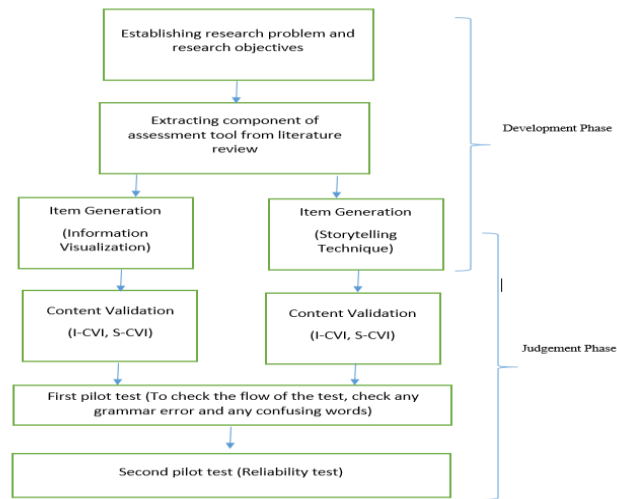 Establishing research problem and
research objectives
Extracting component of
assessment tool from literature
review
Development Phase
Item Generation
(Information
Visualization)
Item Generation
(Storytelling
Technique)
Content Validation
(I-CVI, S-CVI)
Content Validation
(I-CVI, S-CVI)
Judgement Phase
First pilot test (To check the flow of the test, check any
grammar error and any confusing words)
Second pilot test (Reliability test)